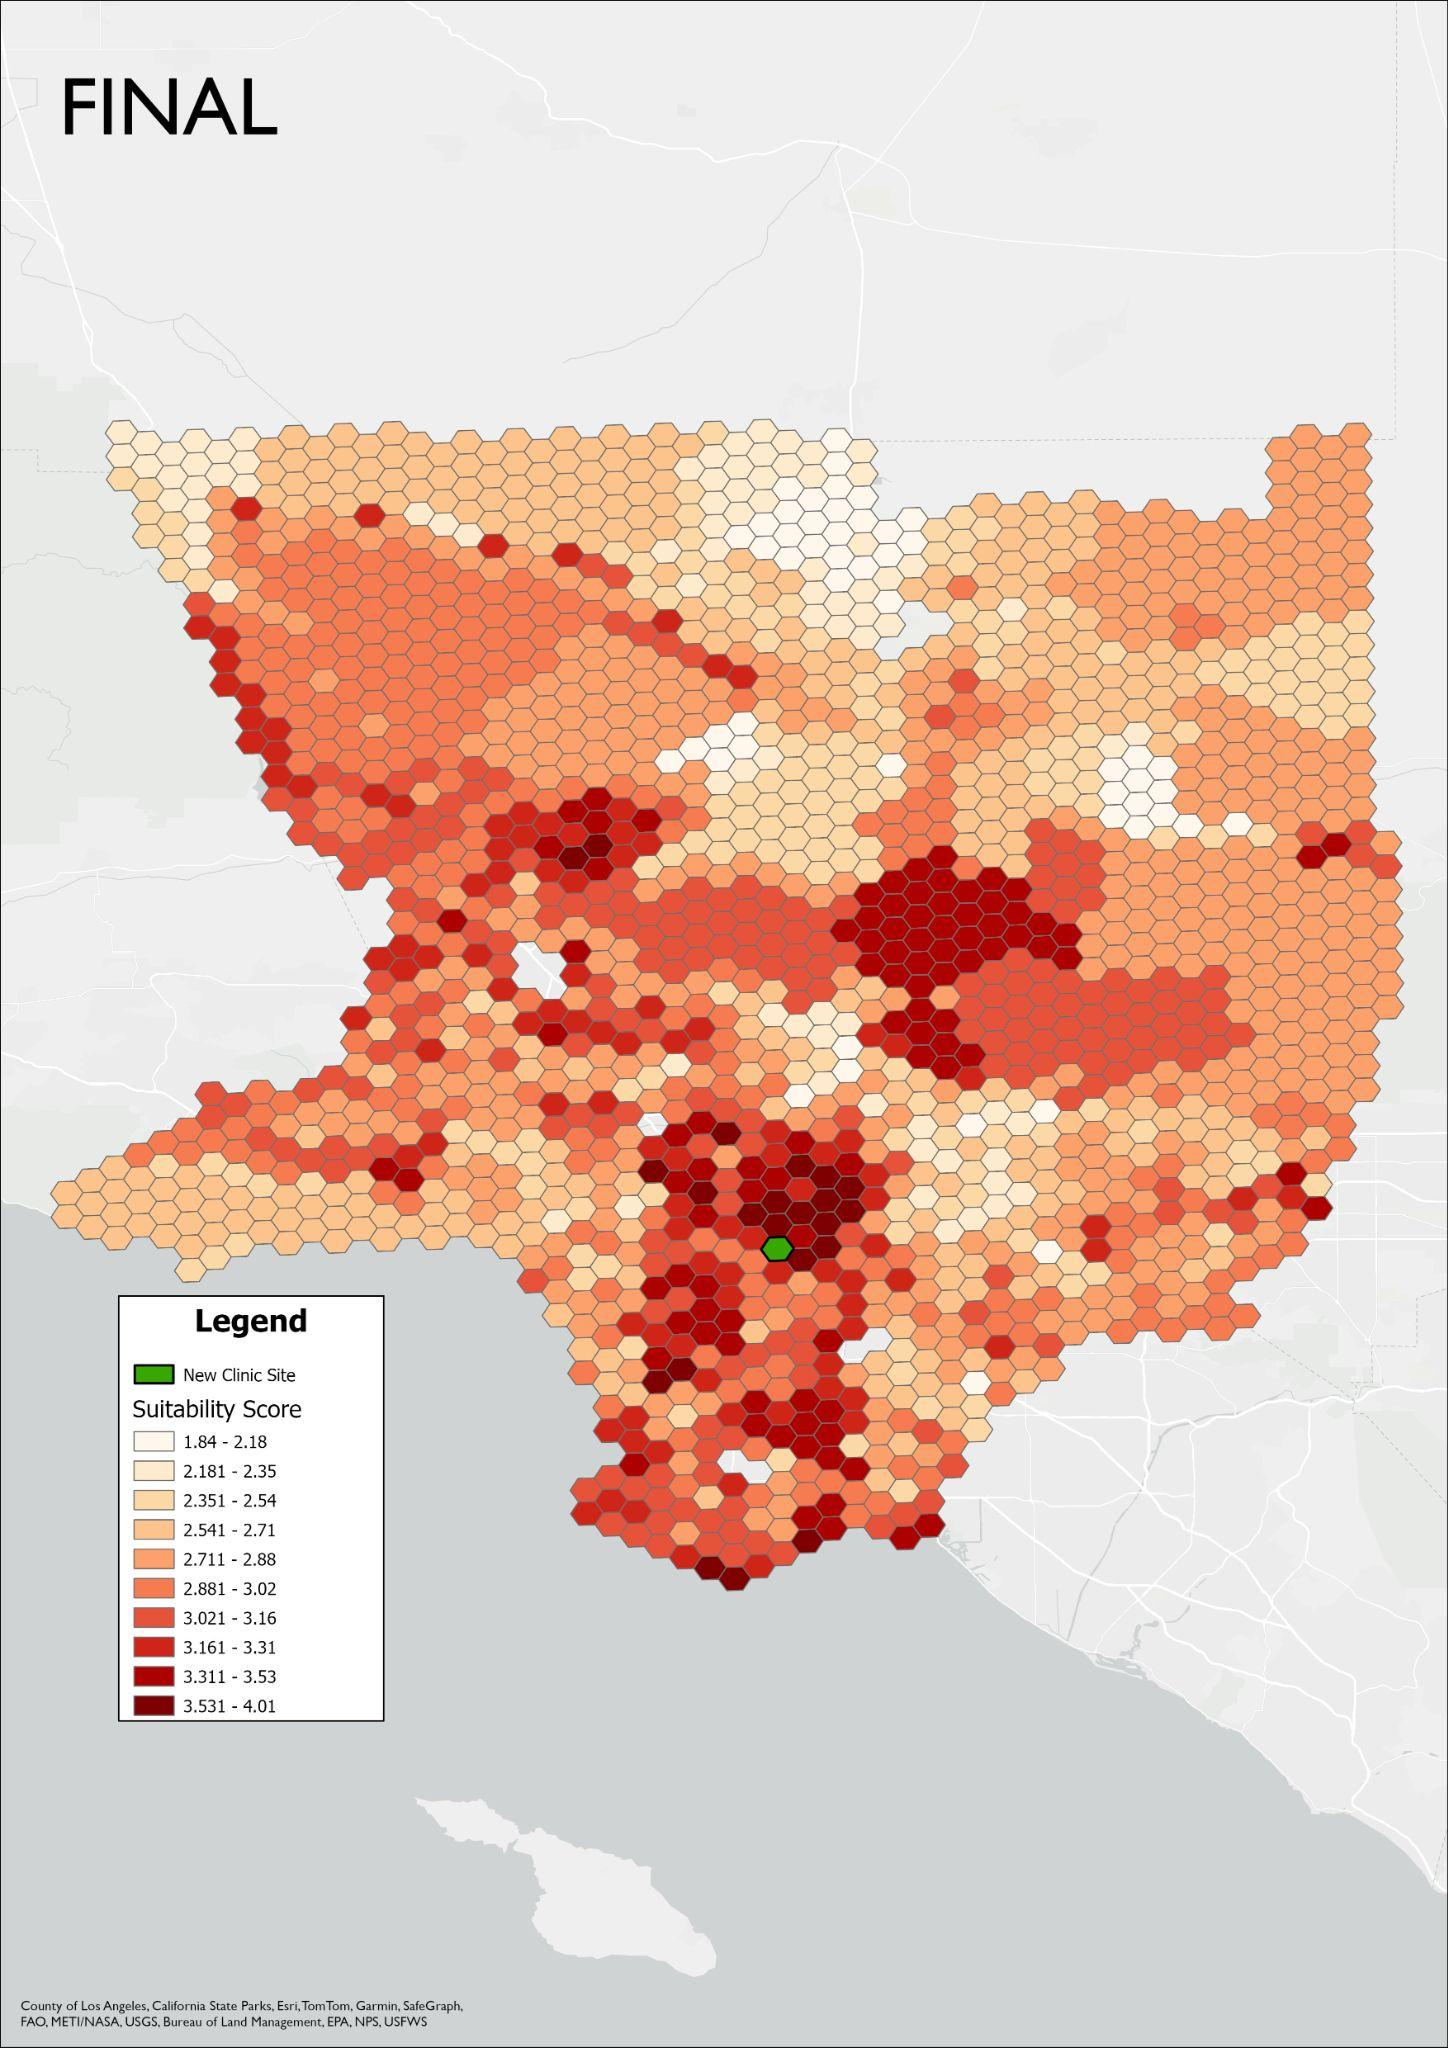 FINAL
Legend
New Clinic Site
Suitability Score
1.84 - 2.18
2.181 - 2.35
2.351 - 2.54
2.541 - 2.71
2.711 - 2.88
2.881 - 3.02
3.021 - 3.16
3.161 - 3.31
3.311 - 3.53
3.531 - 4.01
County of Los Angeles, California State Parks, Esri, TomTom, Garmin, SafeGraph,
FAO, METI/NASA, USGS, Bureau of Land Management, EPA, NPS, USFWS